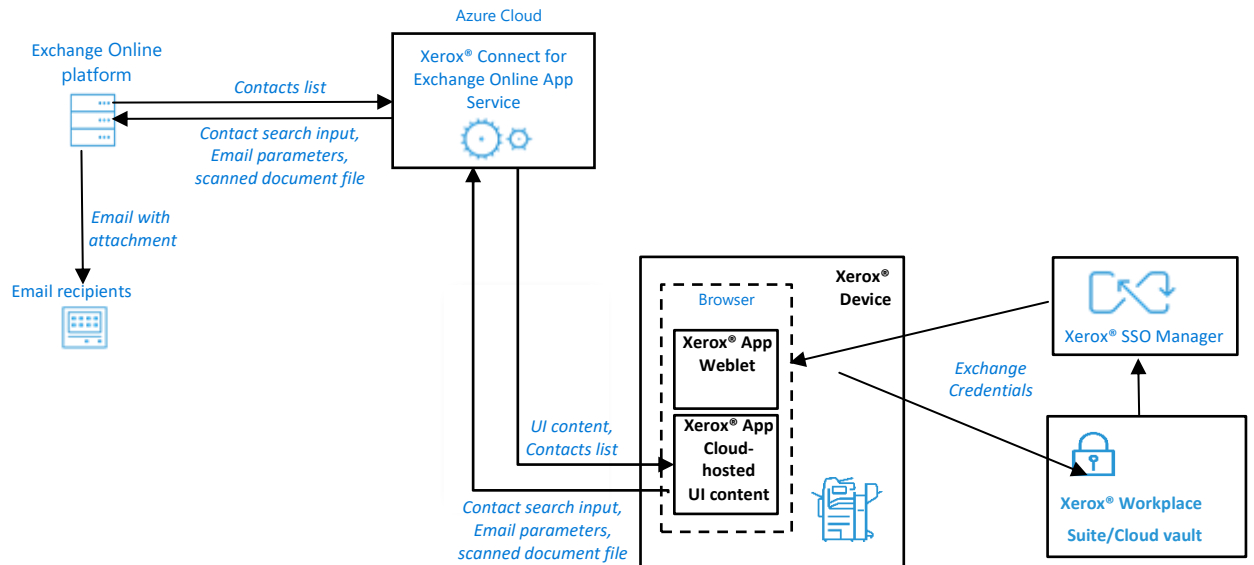 Azure Cloud
Exchange Online
platform
Xerox® Connect for
Exchange Online App
Service
Contacts list
Contact search input,
Email parameters,
scanned document file
Email with
attachment
Email recipients
Xerox®
Device
Browser
Xerox® App
Weblet
Xerox® App
Cloud-
hosted
UI content
UI content,
Contacts list
Contact search input,
Email parameters,
scanned document file
Xerox® SSO Manager
Exchange
Credentials
Xerox® Workplace
Suite/Cloud vault